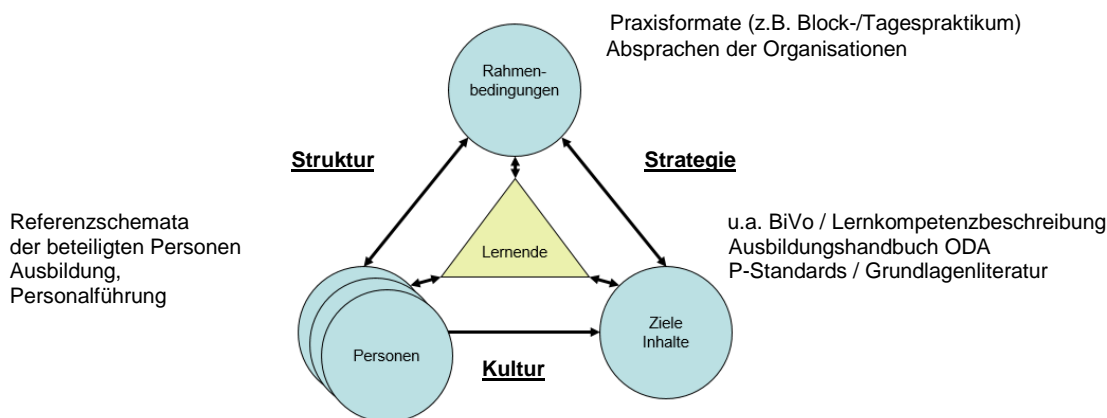 Praxisformate (z.B. Block-/Tagespraktikum)
Absprachen der Organisationen
Rahmen-
bedingungen
Struktur
Strategie
Referenzschemata
der beteiligten Personen
Ausbildung,
Personalführung
Lernende
u.a. BiVo / Lernkompetenzbeschreibung
Ausbildungshandbuch ODA
P-Standards / Grundlagenliteratur
Personen
Ziele
Inhalte
Kultur